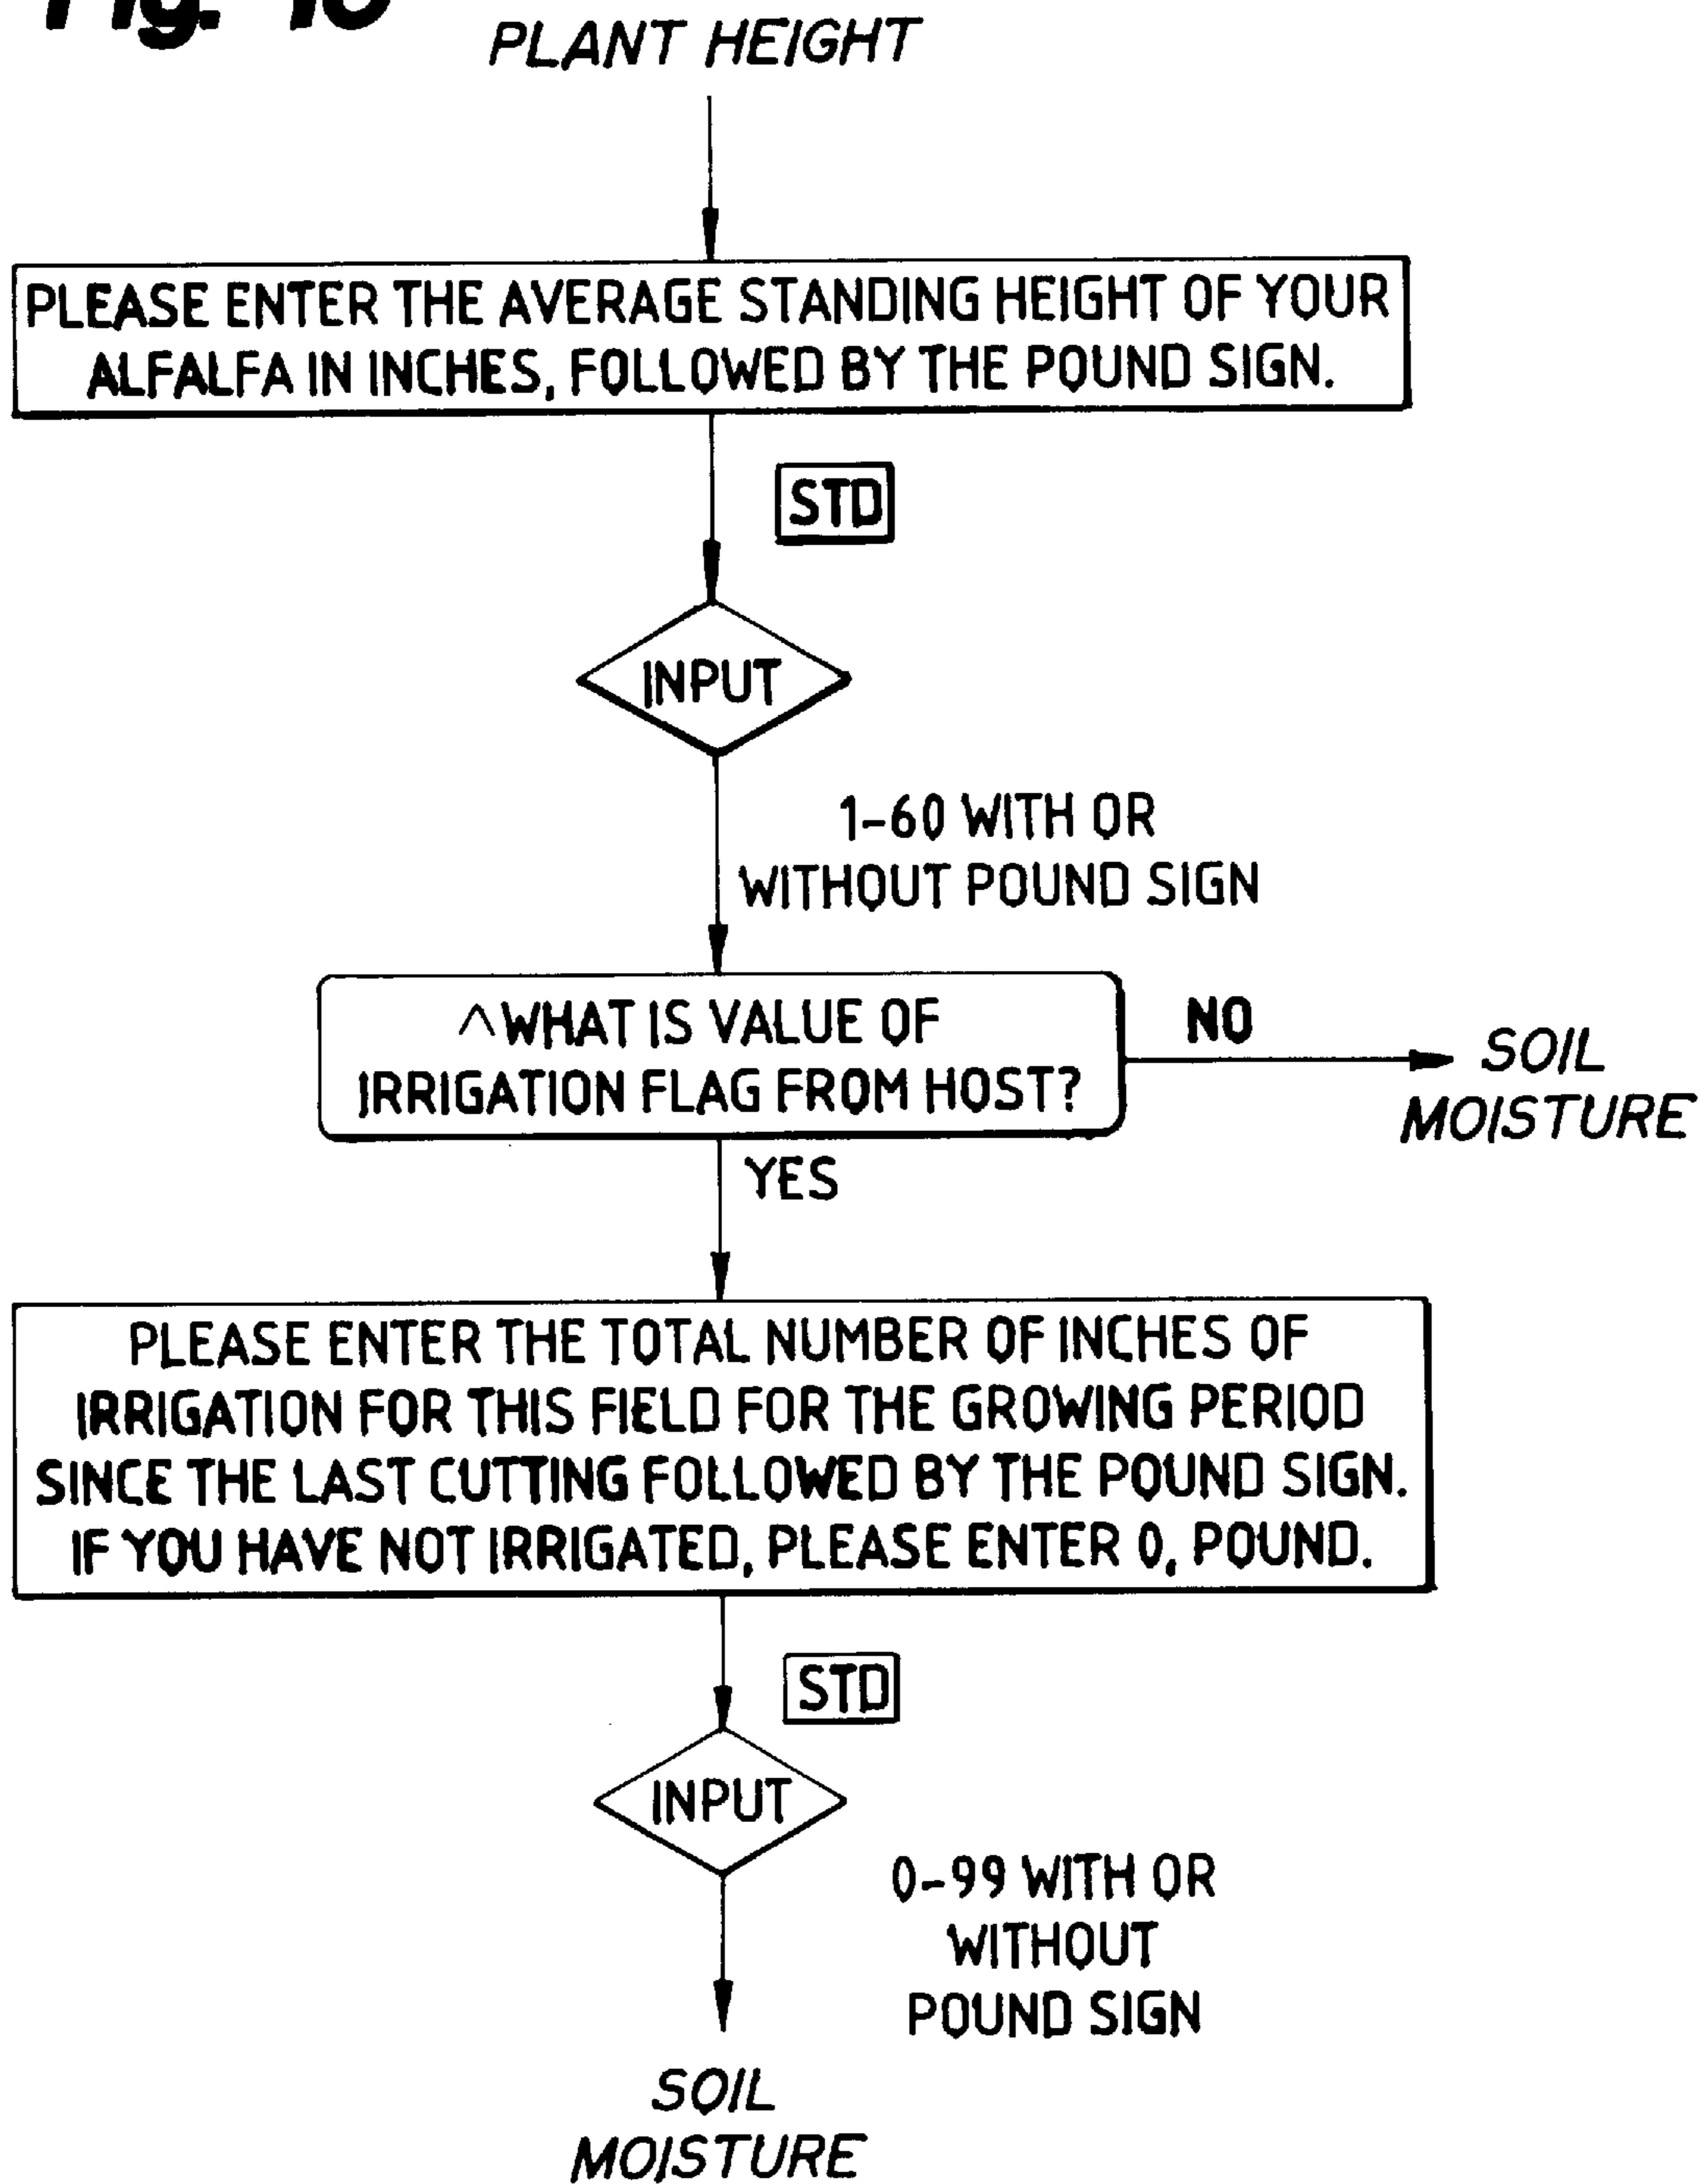 PLANT HEIGHT
PLEASE ENTER THE AVERAGE STANDING HEIGHT OF YOUR
ALFALFA IN INCHES, FOLLOWED BY THE POUND SIGN.
STD
INPUT
1-60 WITH OR
WITHOUT POUND SIGN
^WHAT IS VALUE OF
IRRIGATION FLAG FROM HOST?
NO
SOIL
MOISTURE
YES
PLEASE ENTER THE TOTAL NUMBER OF INCHES OF
IRRIGATION FOR THIS FIELD FOR THE GROWING PERIOD
SINCE THE LAST CUTTING FOLLOWED BY THE POUND SIGN.
IF YOU HAVE NOT IRRIGATED, PLEASE ENTER 0, POUND.
STD
INPUT
0-99 WITH OR
WITHOUT
POUND SIGN
SOIL
MOISTURE